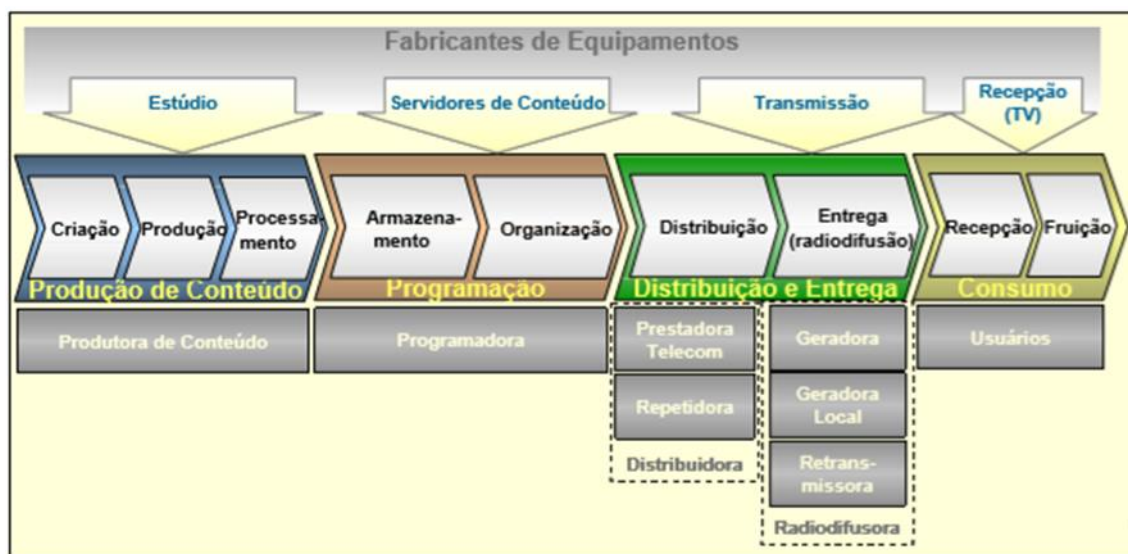 Fabricantes de Equipamentos
Estúdio
Servidores de Conteúdo
Transmissão
Recepção
(TV)
Criação
Produção
Processa-
mento
Armazena-
mento
Organização
Distribuição
Entrega
(radiodifusão)
Recepção
Fruição
Produção de Conteúdo
Programação
Distribuição e Entrega
Consumo
Produtora de Conteúdo
Programadora
Prestadora
Telecom
Geradora
Usuários
Repetidora
Geradora
Local
Distribuidora
Retrans-
missora
Radiodifusora